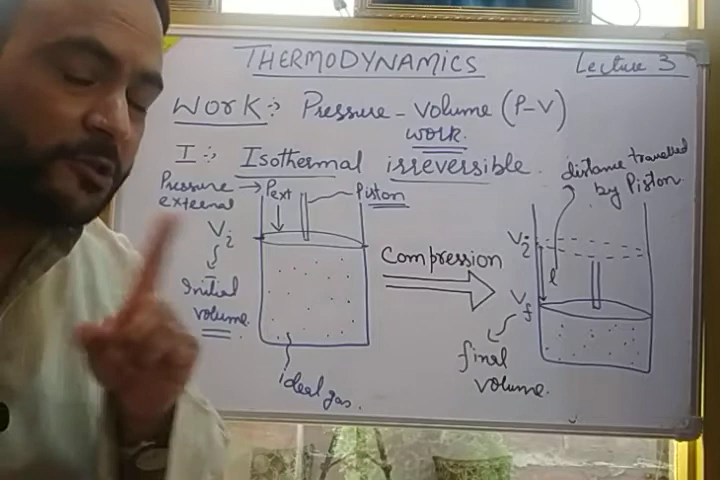 THERMODYNAMICS
Lecture 3
Work:- Pressure - Volume (P-V)
work.
I:- Isothermal irreversible.
distance travelled
by Piston.
Pressure → Pext
external
Piston
Vi
Initial
volume.
ideal gas.
Compression
Vi
l
Vf
final
volume.